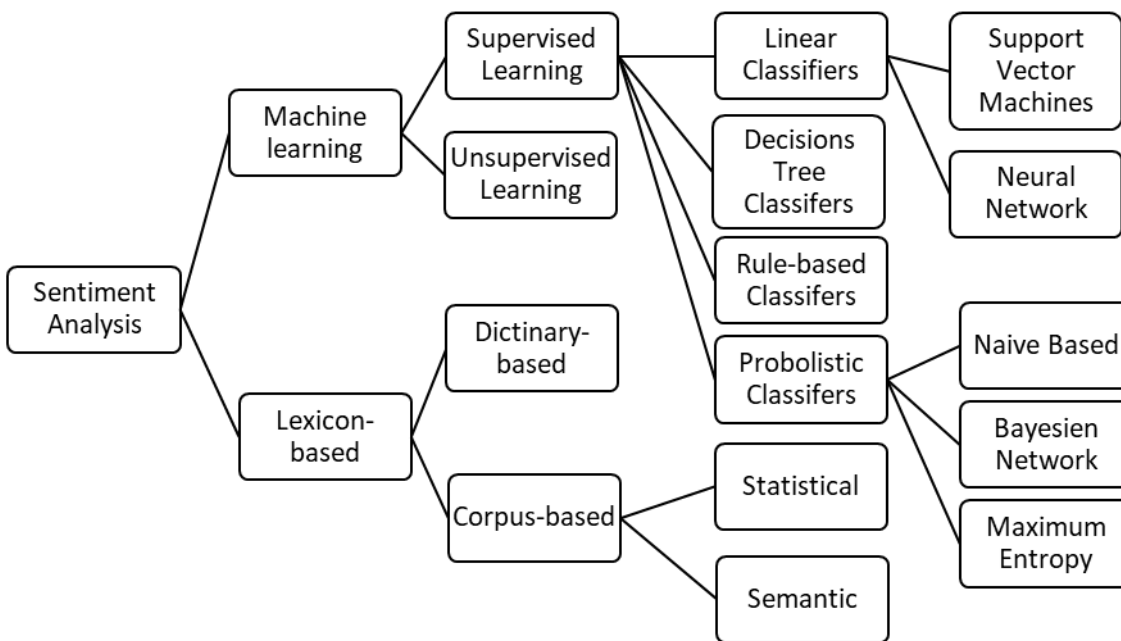 Sentiment
Analysis
Machine
learning
Lexicon-
based
Supervised
Learning
Unsupervised
Learning
Dictinary-
based
Corpus-based
Linear
Classifiers
Decisions
Tree
Classifers
Rule-based
Classifers
Probolistic
Classifers
Statistical
Semantic
Support
Vector
Machines
Neural
Network
Naive Based
Bayesien
Network
Maximum
Entropy